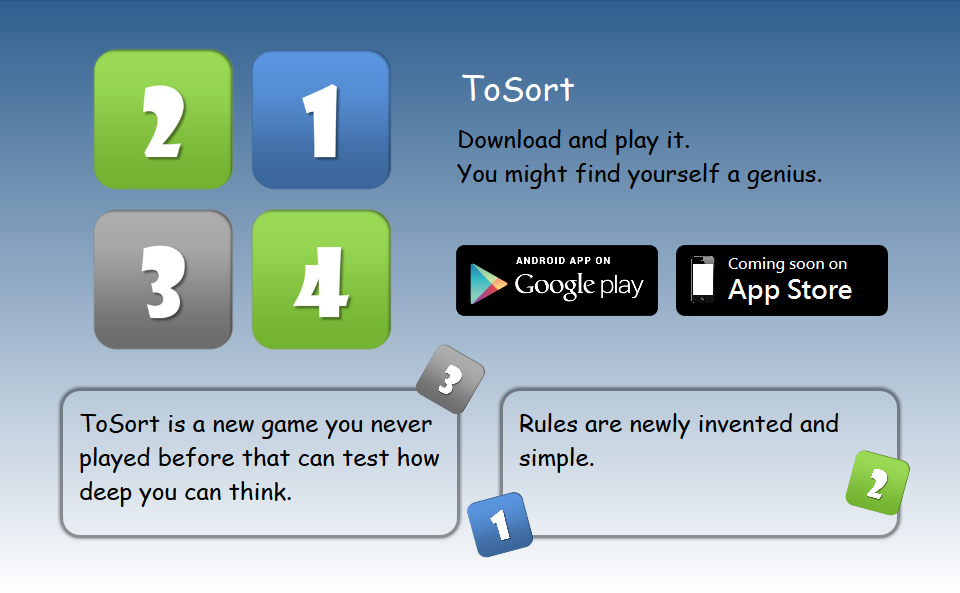 2 1
ToSort
Download and play it.
You might find yourself a genius.
3 4
ANDROID APP ON
Google play
Coming soon on
App Store
3
ToSort is a new game you never
played before that can test how
deep you can think.
Rules are newly invented and
simple.
2
1